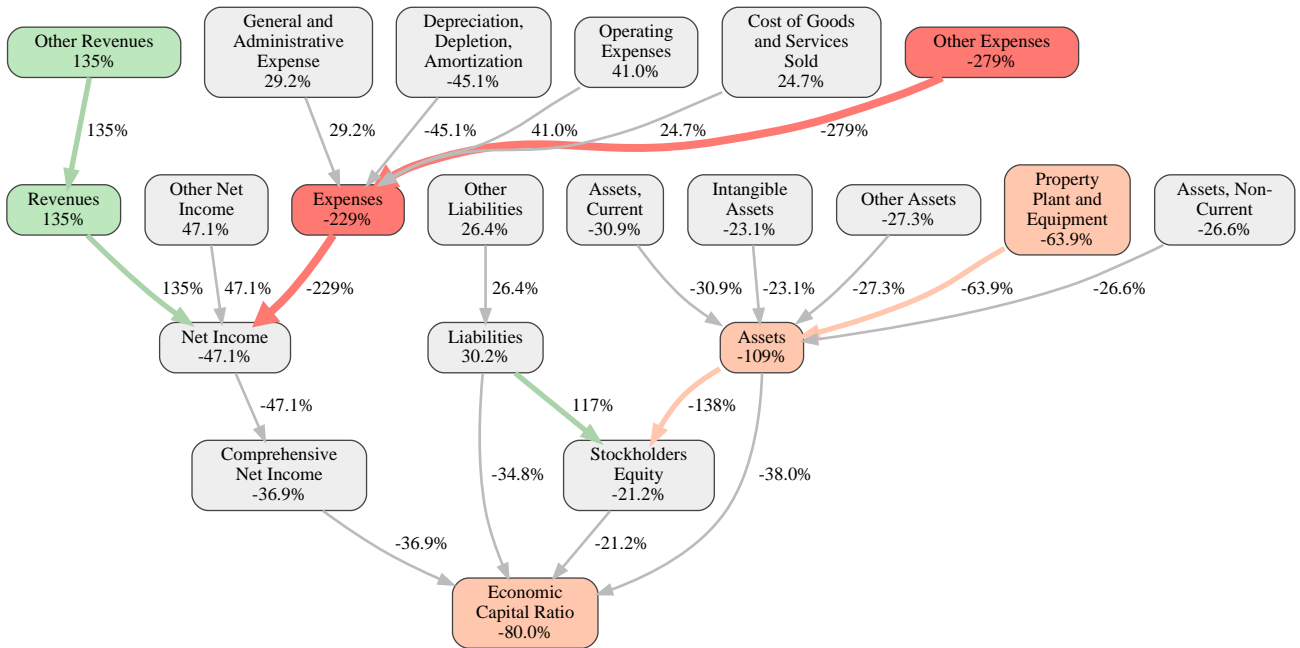 Other Revenues
135%
General and
Administrative
Expense
29.2%
Depreciation,
Depletion,
Amortization
-45.1%
Operating
Expenses
41.0%
Cost of Goods
and Services
Sold
24.7%
Other Expenses
-279%
135%
29.2%
-45.1%
41.0%
24.7%
-279%
Revenues
135%
Other Net
Income
47.1%
Expenses
-229%
Other
Liabilities
26.4%
Assets,
Current
-30.9%
Intangible
Assets
-23.1%
Other Assets
-27.3%
Property
Plant and
Equipment
-63.9%
Assets, Non-
Current
-26.6%
135%
47.1%
-229%
26.4%
-30.9%
-23.1%
-27.3%
-63.9%
-26.6%
Net Income
-47.1%
Liabilities
30.2%
Assets
-109%
-47.1%
117%
-138%
Comprehensive
Net Income
-36.9%
-34.8%
Stockholders
Equity
-21.2%
-38.0%
-36.9%
-21.2%
Economic
Capital Ratio
-80.0%